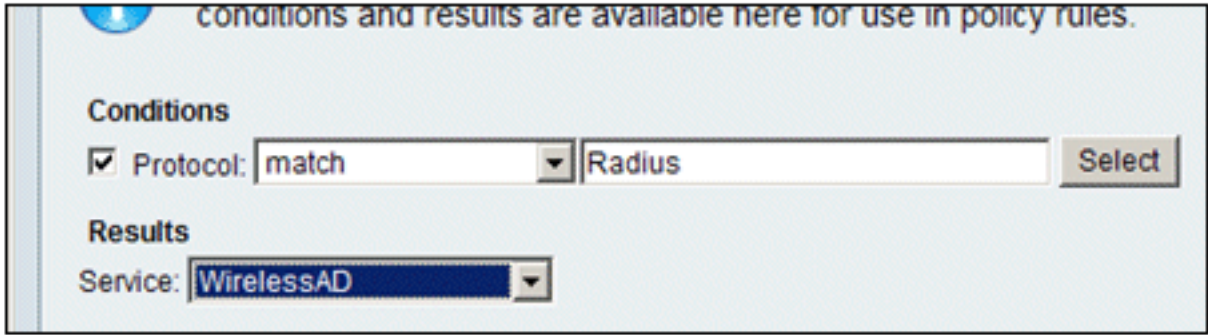 conditions and results are available here for use in policy rules.
Conditions
Protocol: match Radius Select
Results
Service: WirelessAD